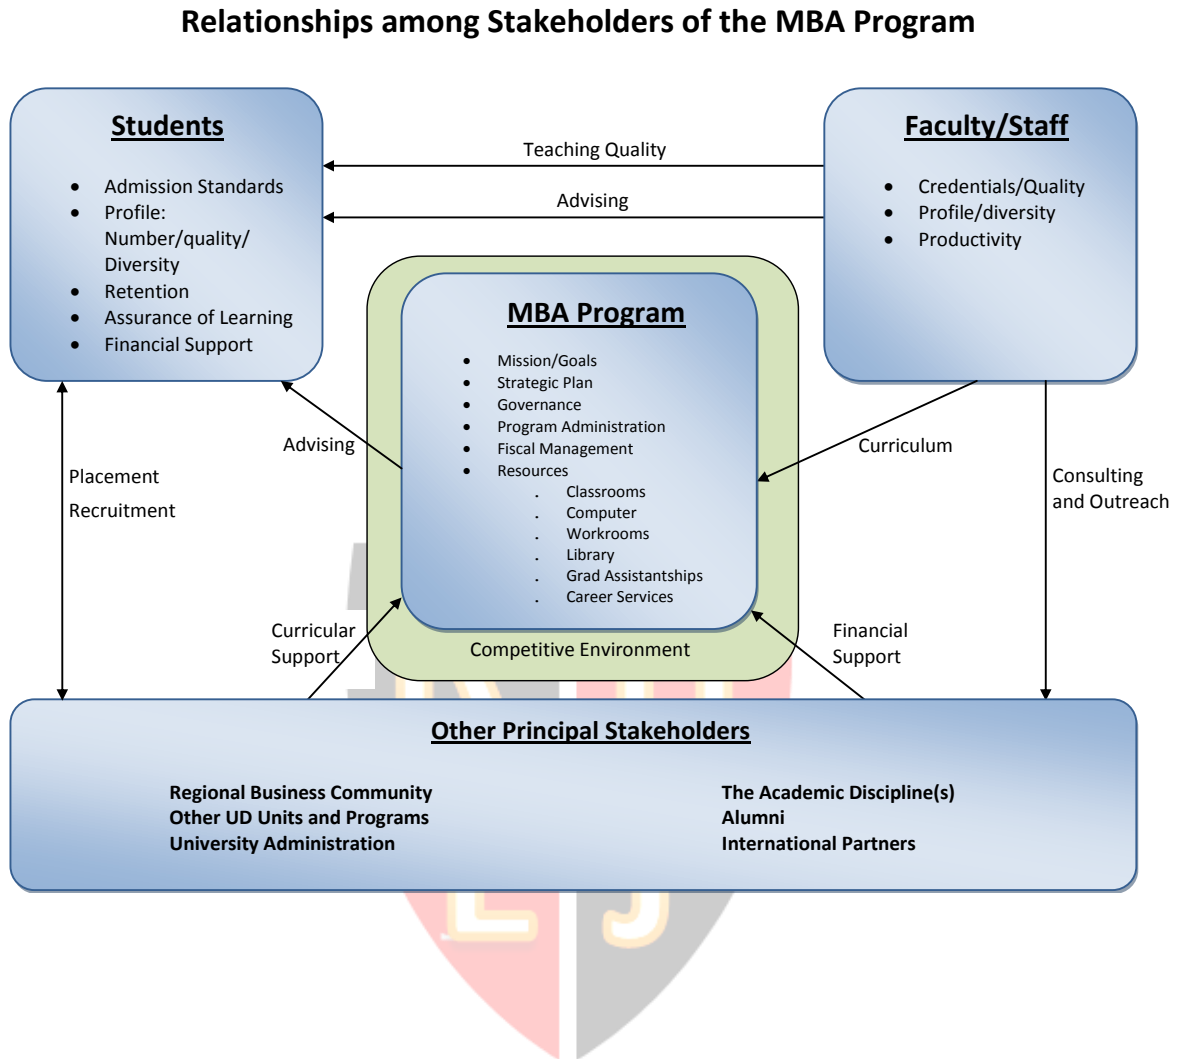 Relationships among Stakeholders of the MBA Program
Students
• Admission Standards
• Profile:
Number/quality/
Diversity
• Retention
• Assurance of Learning
• Financial Support
Teaching Quality
Advising
Faculty/Staff
• Credentials/Quality
• Profile/diversity
• Productivity
MBA Program
• Mission/Goals
• Strategic Plan
• Governance
• Program Administration
• Fiscal Management
• Resources
. Classrooms
. Computer
. Workrooms
. Library
. Grad Assistantships
. Career Services
Competitive Environment
Advising
Curriculum
Placement
Recruitment
Consulting
and Outreach
Curricular
Support
Financial
Support
Other Principal Stakeholders
Regional Business Community
Other UD Units and Programs
University Administration
The Academic Discipline(s)
Alumni
International Partners